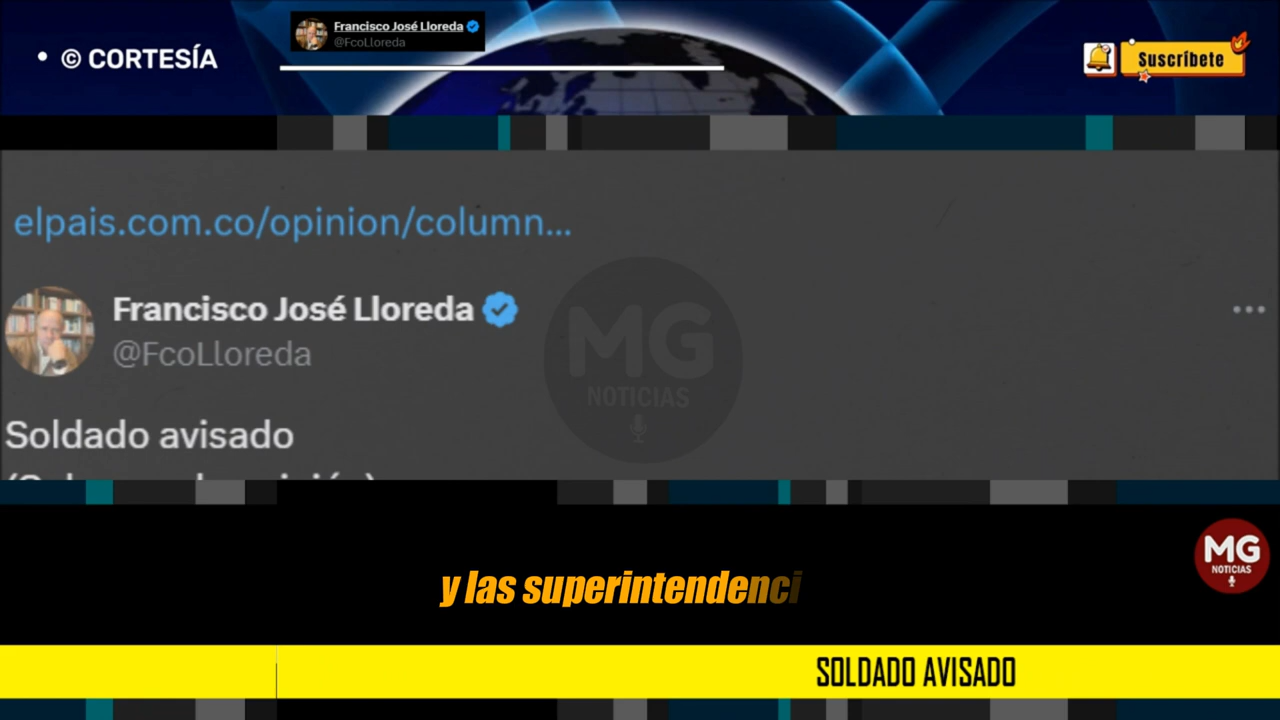 Francisco José Lloreda
@FcoLloreda
• © CORTESÍA
Suscríbete
elpais.com.co/opinion/column...
Francisco José Lloreda
@FcoLloreda
MG
NOTICIAS
Soldado avisado
y las superintendenci
MG
NOTICIAS
SOLDADO AVISADO